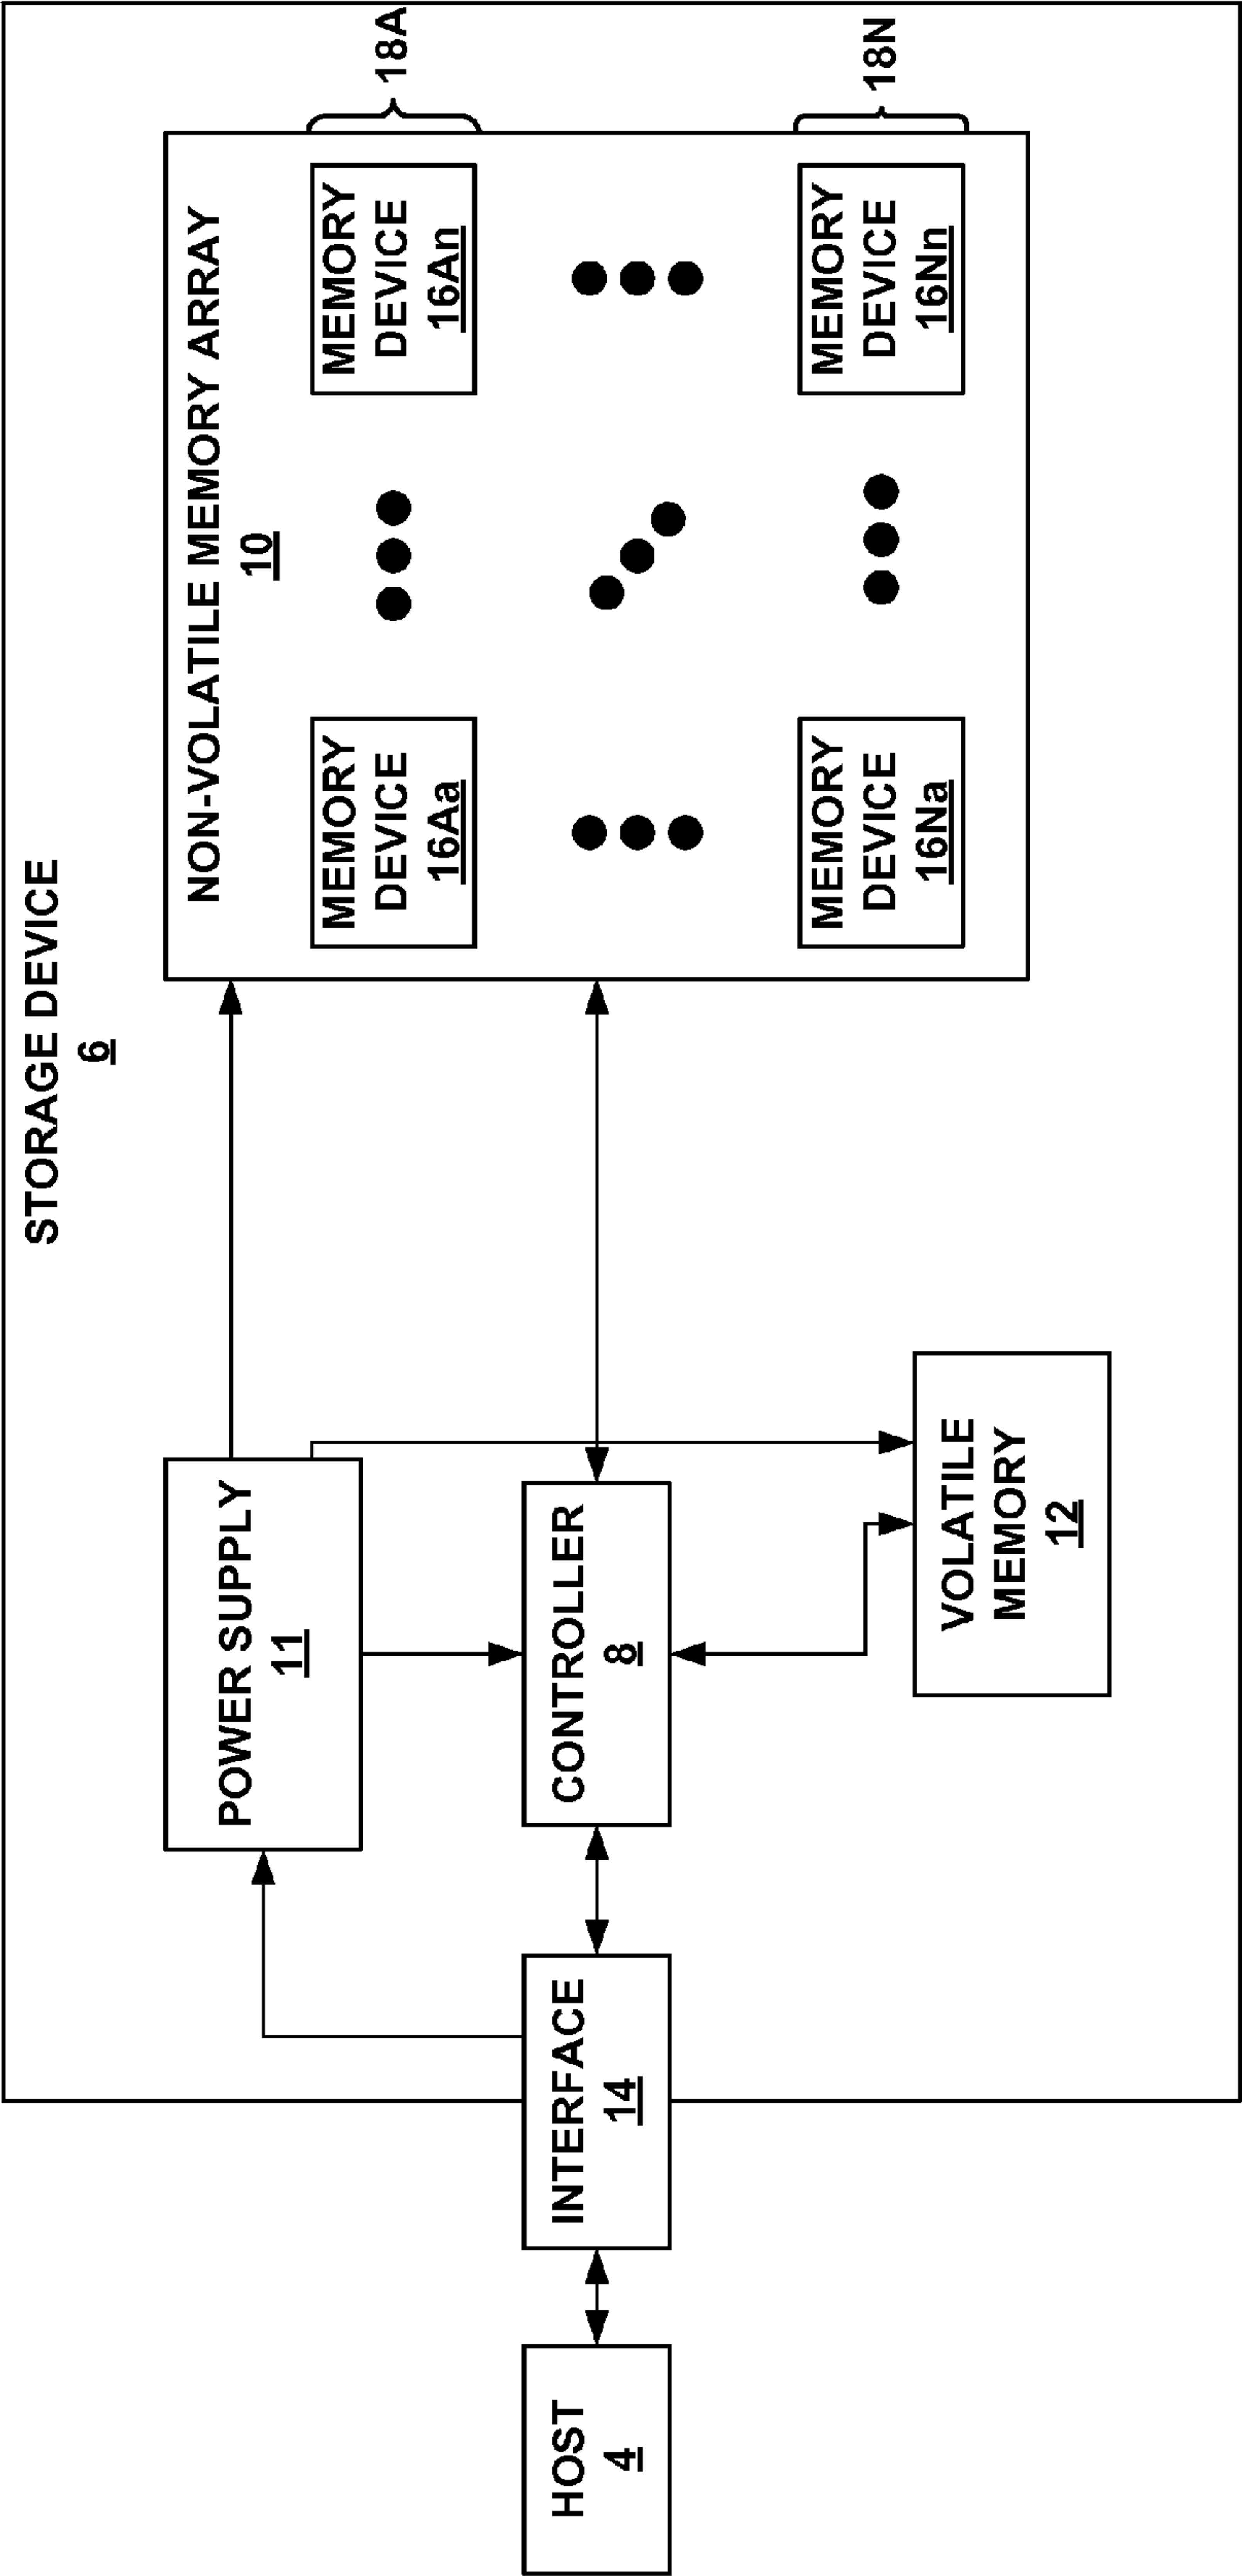 STORAGE DEVICE
6
NON-VOLATILE MEMORY ARRAY
10
MEMORY
DEVICE
16Aa
MEMORY
DEVICE
16An
18A
MEMORY
DEVICE
16Na
MEMORY
DEVICE
16Nn
18N
POWER SUPPLY
11
HOST
4
INTERFACE
14
CONTROLLER
8
VOLATILE
MEMORY
12